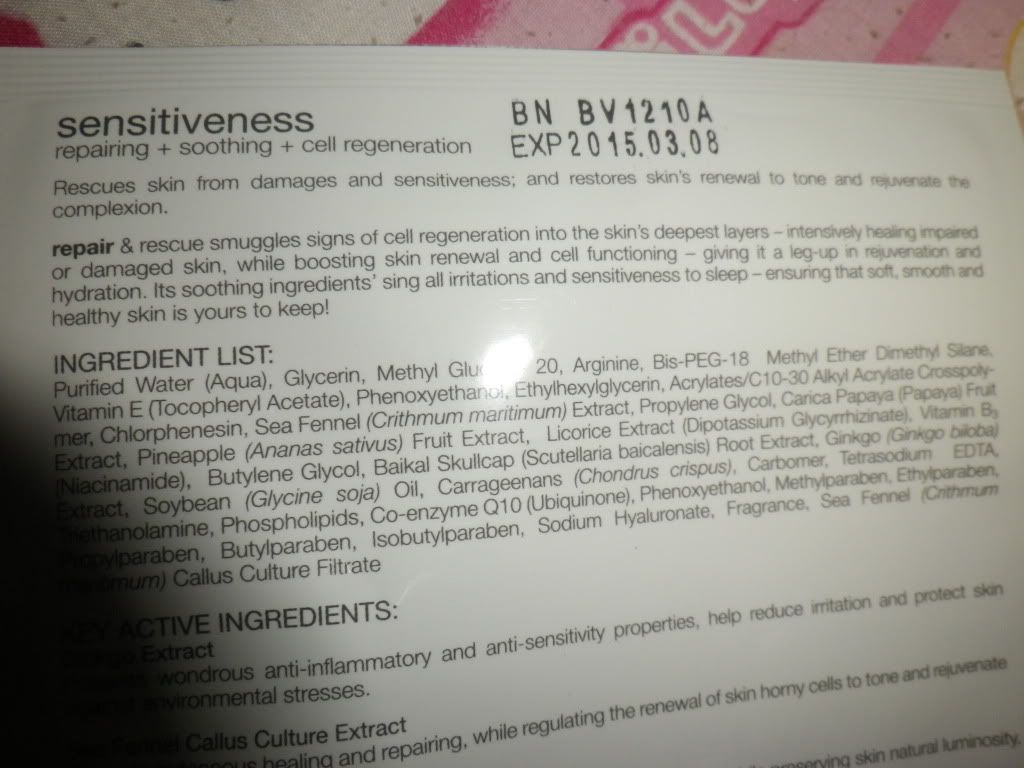 sensitiveness
repairing + soothing + cell regeneration
BN BV1210A
EXP 2015.03.08
Rescues skin from damages and sensitiveness; and restores skin's renewal to tone and rejuvenate the
complexion.
repair & rescue smuggles signs of cell regeneration into the skin's deepest layers – intensively healing impaired
or damaged skin, while boosting skin renewal and cell functioning – giving it a leg-up in rejuvenation and
hydration. Its soothing ingredients' sing all irritations and sensitiveness to sleep – ensuring that soft, smooth and
healthy skin is yours to keep!
INGREDIENT LIST:
Purified Water (Aqua), Glycerin, Methyl 20, Arginine, Bis-PEG-18 Methyl Ether Dimethyl Silane,
Vitamin E (Tocopheryl Acetate), Phenoxyethanol, Ethylhexylglycerin, Acrylates/C10-30 Alkyl Acrylate Crosspoly-
mer, Chlorphenesin, Sea Fennel (Crithmum maritimum) Extract, Propylene Glycol, Carica Papaya (Papaya) Fruit
Extract, Pineapple (Ananas sativus) Fruit Extract, Licorice Extract (Dipotassium Glycyrrhizinate), Vitamin B3
(Niacinamide), Butylene Glycol, Baikal Skullcap (Scutellaria baicalensis) Root Extract, Ginkgo (Ginkgo biloba)
Extract, Soybean (Glycine soja) Oil, Carrageenans (Chondrus crispus), Carbomer, Tetrasodium EDTA,
Triethanolamine, Phospholipids, Co-enzyme Q10 (Ubiquinone), Phenoxyethanol, Methylparaben, Ethylparaben,
Propylparaben, Butylparaben, Isobutylparaben, Sodium Hyaluronate, Fragrance, Sea Fennel (Crithmum
maritimum) Callus Culture Filtrate
KEY ACTIVE INGREDIENTS:
Extract
wondrous anti-inflammatory and anti-sensitivity properties, help reduce irritation and protect skin
environmental stresses.
Fennel Callus Culture Extract
healing and repairing, while regulating the renewal of skin horny cells to tone and rejuvenate
preserving skin natural luminosity.